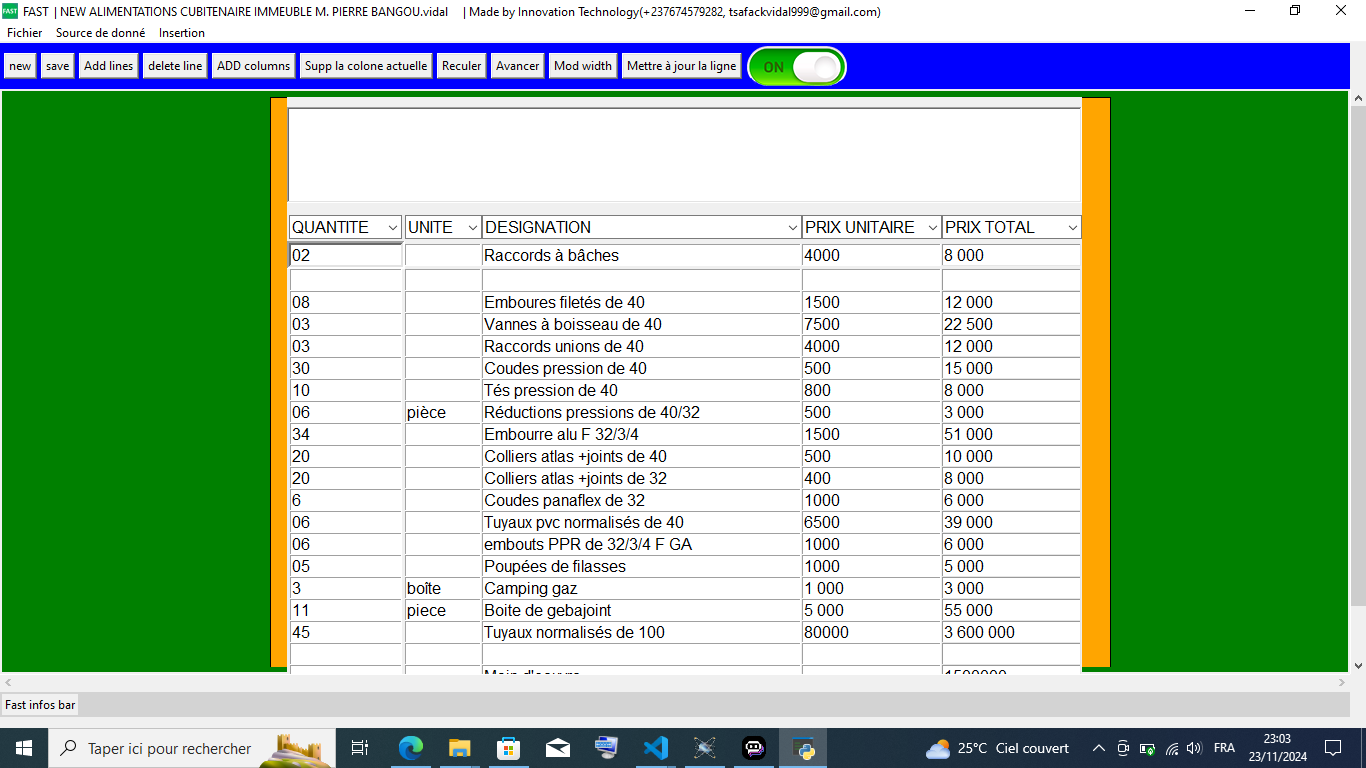 FAST FAST | NEW ALIMENTATIONS CUBITENAIRE IMMEUBLE M. PIERRE BANGOU.vidal | Made by Innovation Technology(+237674579282, tsafackvidal999@gmail.com)
Fichier Source de donné Insertion
new save Add lines delete line ADD columns Supp la colone actuelle Reculer Avancer Mod width Mettre à jour la ligne ON
QUANTITE UNITE DESIGNATION PRIX UNITAIRE PRIX TOTAL
02 Raccords à bâches 4000 8 000
08 Emboures filetés de 40 1500 12 000
03 Vannes à boisseau de 40 7500 22 500
03 Raccords unions de 40 4000 12 000
30 Coudes pression de 40 500 15 000
10 Tés pression de 40 800 8 000
06 pièce Réductions pressions de 40/32 500 3 000
34 Embourre alu F 32/3/4 1500 51 000
20 Colliers atlas +joints de 40 500 10 000
20 Colliers atlas +joints de 32 400 8 000
6 Coudes panaflex de 32 1000 6 000
06 Tuyaux pvc normalisés de 40 6500 39 000
06 embouts PPR de 32/3/4 F GA 1000 6 000
05 Poupées de filasses 1000 5 000
3 boîte Camping gaz 1 000 3 000
11 piece Boite de gebajoint 5 000 55 000
45 Tuyaux normalisés de 100 80000 3 600 000
Fast infos bar
Taper ici pour rechercher 25°C Ciel couvert FRA 23:03
23/11/2024